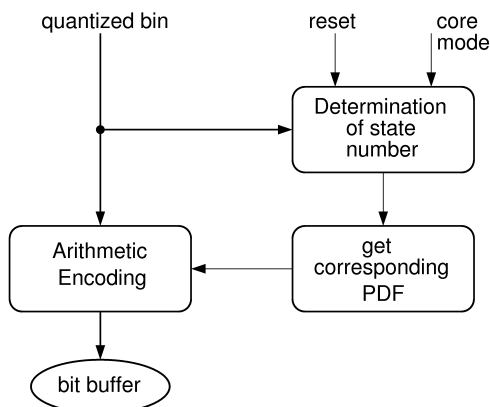 quantized bin
reset
core
mode
Determination
of state
number
Arithmetic
Encoding
get
corresponding
PDF
bit buffer